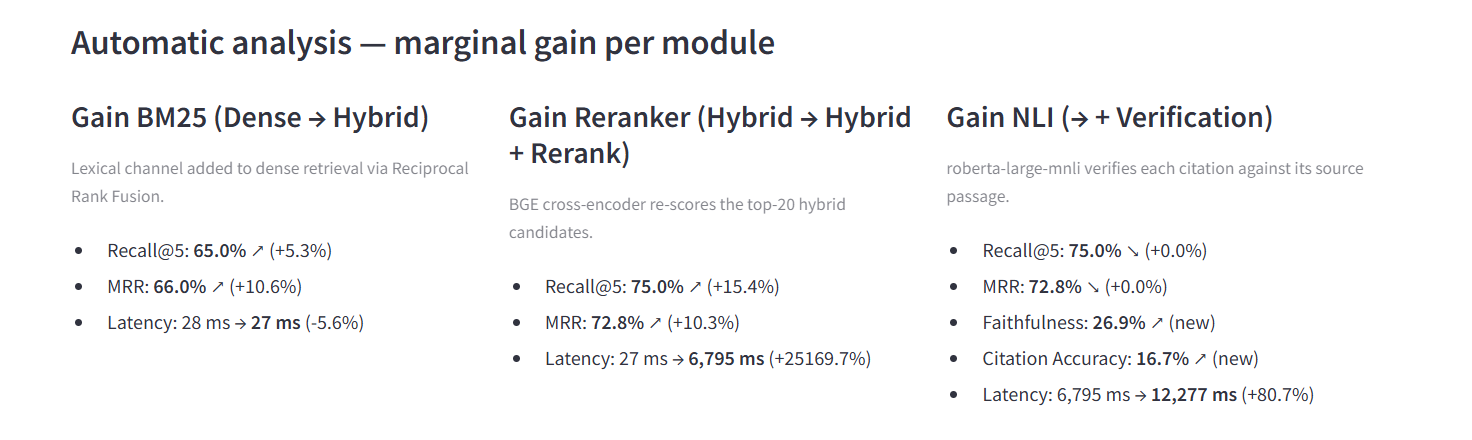 Automatic analysis — marginal gain per module
Gain BM25 (Dense → Hybrid)
Lexical channel added to dense retrieval via Reciprocal
Rank Fusion.
• Recall@5: 65.0% ↗ (+5.3%)
• MRR: 66.0% ↗ (+10.6%)
• Latency: 28 ms → 27 ms (-5.6%)
Gain Reranker (Hybrid → Hybrid
+ Rerank)
BGE cross-encoder re-scores the top-20 hybrid
candidates.
• Recall@5: 75.0% ↗ (+15.4%)
• MRR: 72.8% ↗ (+10.3%)
• Latency: 27 ms → 6,795 ms (+25169.7%)
Gain NLI (→ + Verification)
roberta-large-mnli verifies each citation against its source
passage.
• Recall@5: 75.0% ↘ (+0.0%)
• MRR: 72.8% ↘ (+0.0%)
• Faithfulness: 26.9% ↗ (new)
• Citation Accuracy: 16.7% ↗ (new)
• Latency: 6,795 ms → 12,277 ms (+80.7%)